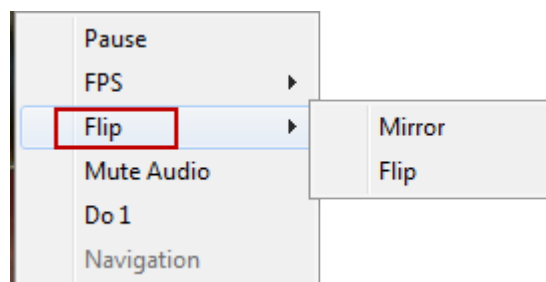 Pause
FPS
Flip
Mute Audio
Do 1
Navigation
Mirror
Flip